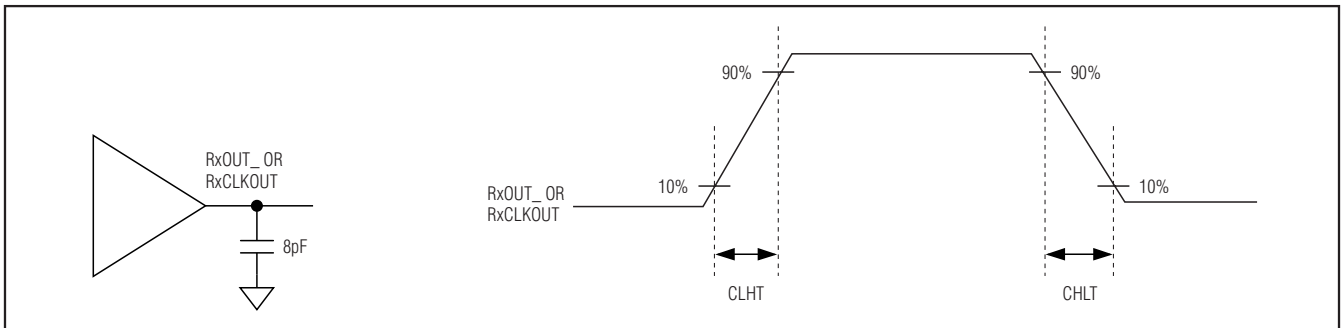 RxOUT_ OR
RxCLKOUT
8pF
RxOUT_ OR
RxCLKOUT
90%
10%
90%
10%
CLHT
CHLT